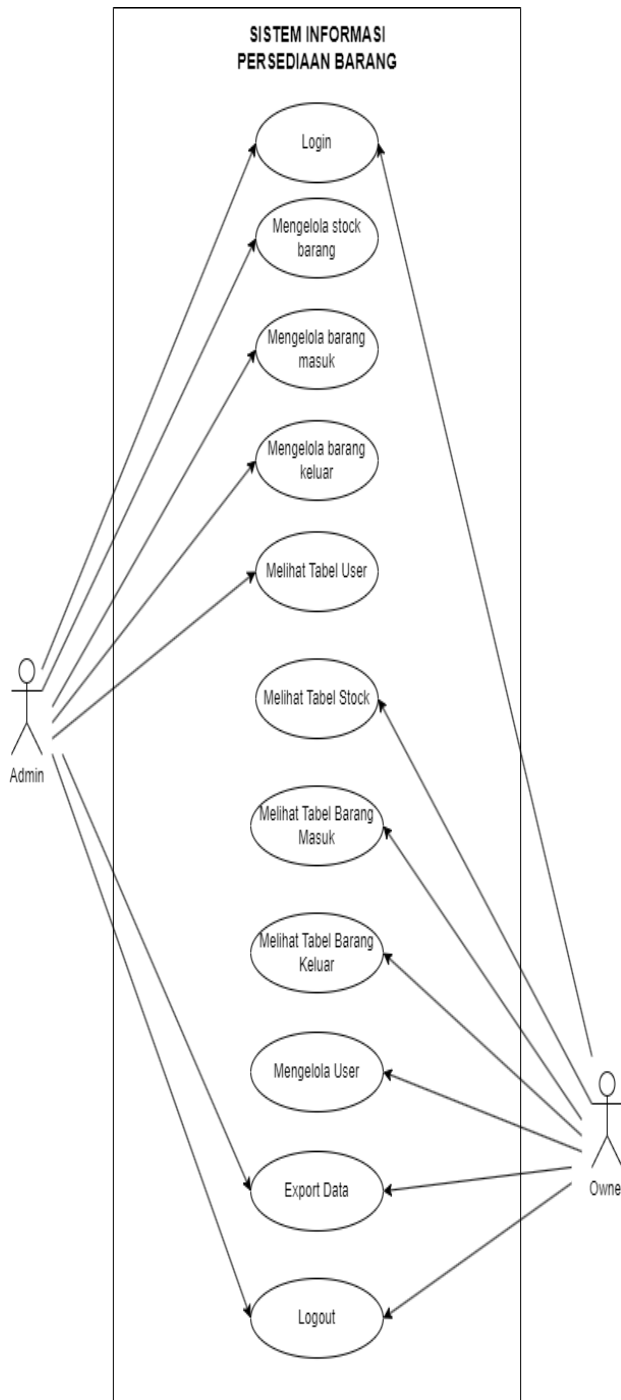 SISTEM INFORMASI
PERSEDIAAN BARANG
Login
Mengelola stock
barang
Mengelola barang
masuk
Mengelola barang
keluar
Melihat Tabel User
Melihat Tabel Stock
Admin
Melihat Tabel Barang
Masuk
Melihat Tabel Barang
Keluar
Mengelola User
Export Data
Owne
Logout